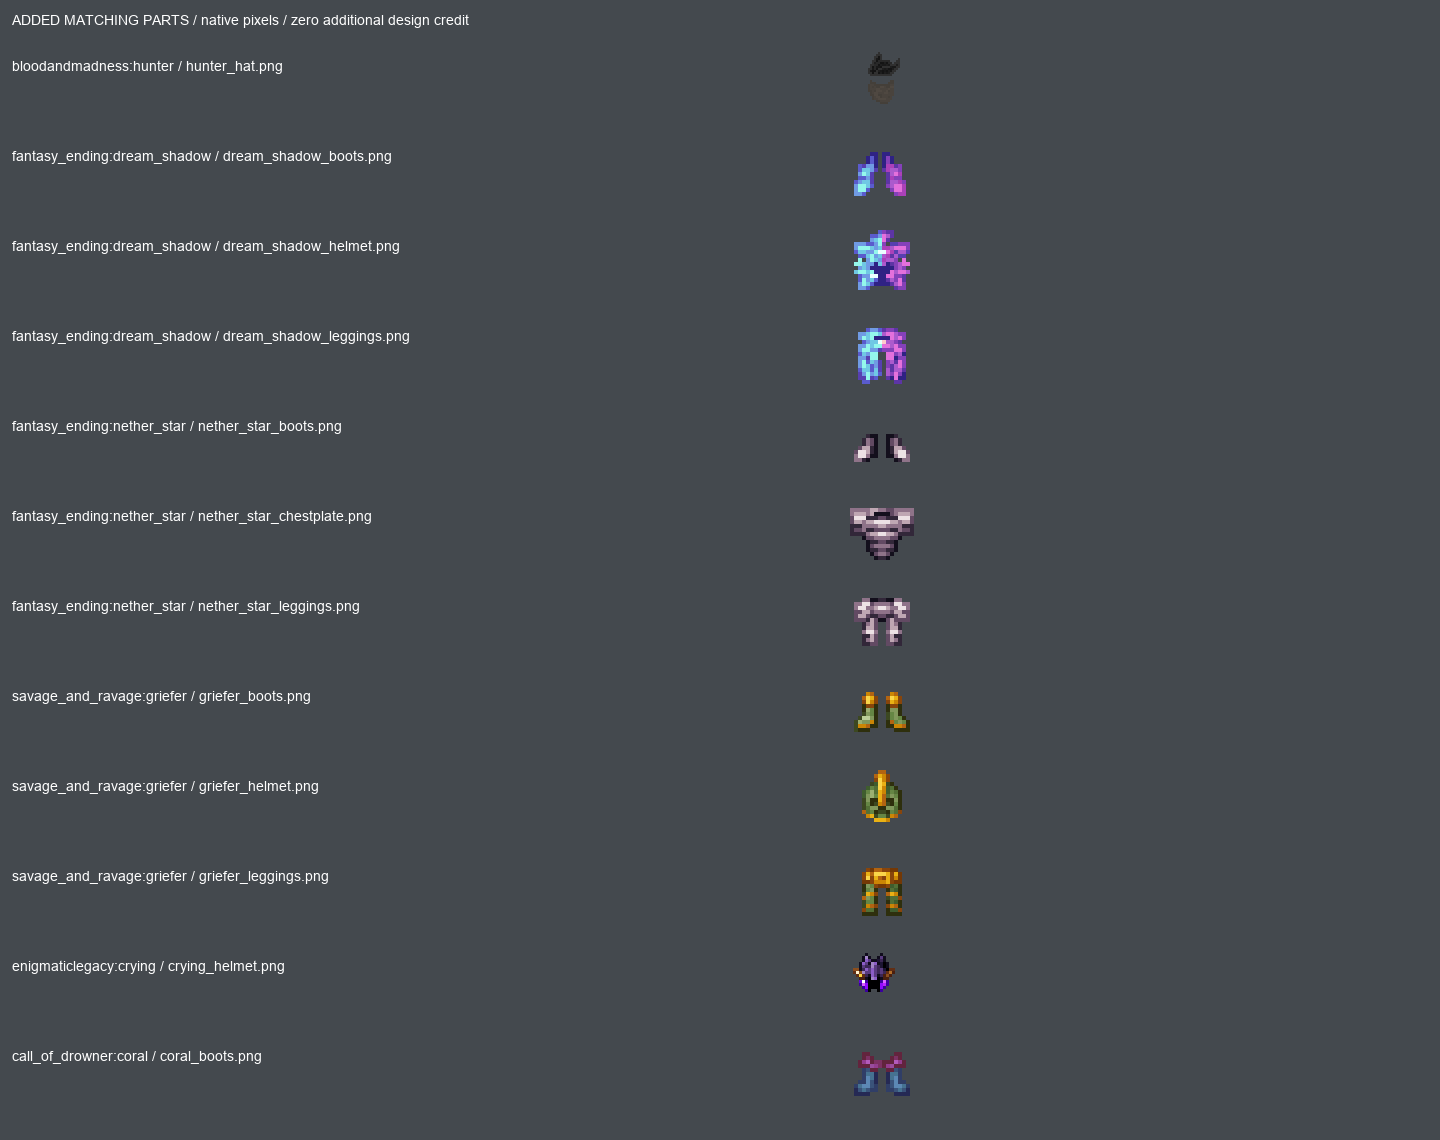 ADDED MATCHING PARTS / native pixels / zero additional design credit
bloodandmadness:hunter / hunter_hat.png
fantasy_ending:dream_shadow / dream_shadow_boots.png
fantasy_ending:dream_shadow / dream_shadow_helmet.png
fantasy_ending:dream_shadow / dream_shadow_leggings.png
fantasy_ending:nether_star / nether_star_boots.png
fantasy_ending:nether_star / nether_star_chestplate.png
fantasy_ending:nether_star / nether_star_leggings.png
savage_and_ravage:griefer / griefer_boots.png
savage_and_ravage:griefer / griefer_helmet.png
savage_and_ravage:griefer / griefer_leggings.png
enigmaticlegacy:crying / crying_helmet.png
call_of_drowner:coral / coral_boots.png